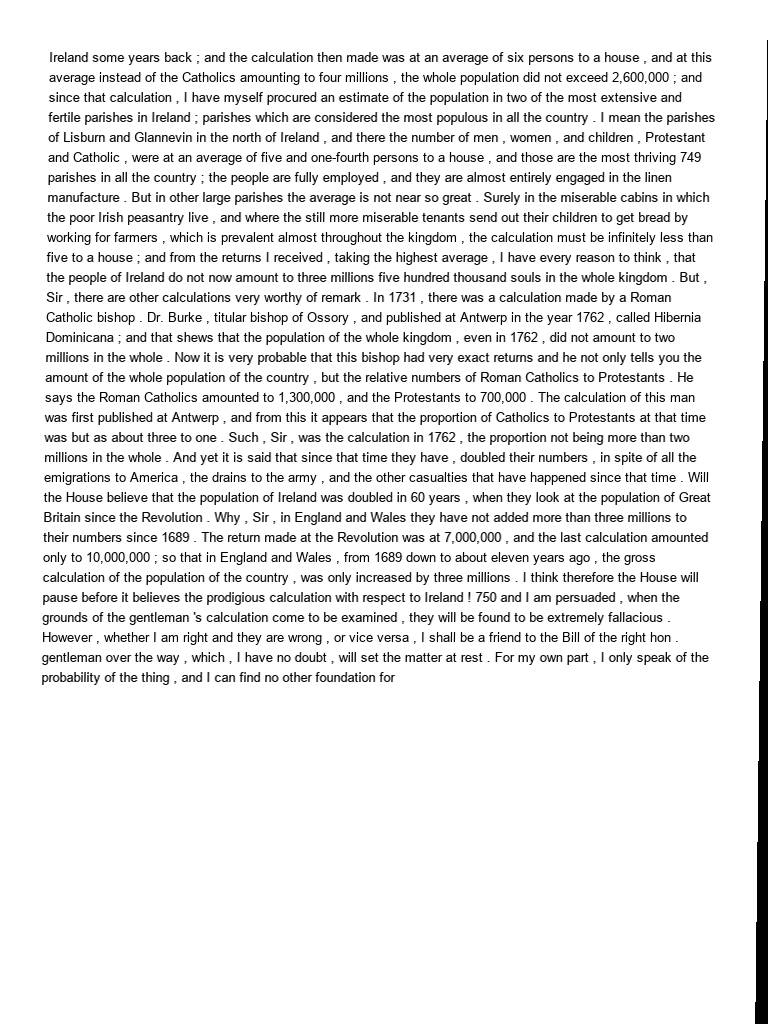 Ireland some years back ; and the calculation then made was at an average of six persons to a house , and at this
average instead of the Catholics amounting to four millions , the whole population did not exceed 2,600,000 ; and
since that calculation , I have myself procured an estimate of the population in two of the most extensive and
fertile parishes in Ireland ; parishes which are considered the most populous in all the country . I mean the parishes
of Lisburn and Glannevin in the north of Ireland , and there the number of men , women , and children , Protestant
and Catholic , were at an average of five and one-fourth persons to a house , and those are the most thriving 749
parishes in all the country ; the people are fully employed , and they are almost entirely engaged in the linen
manufacture . But in other large parishes the average is not near so great . Surely in the miserable cabins in which
the poor Irish peasantry live , and where the still more miserable tenants send out their children to get bread by
working for farmers , which is prevalent almost throughout the kingdom , the calculation must be infinitely less than
five to a house ; and from the returns I received , taking the highest average , I have every reason to think , that
the people of Ireland do not now amount to three millions five hundred thousand souls in the whole kingdom . But ,
Sir , there are other calculations very worthy of remark . In 1731 , there was a calculation made by a Roman
Catholic bishop . Dr. Burke , titular bishop of Ossory , and published at Antwerp in the year 1762 , called Hibernia
Dominicana ; and that shews that the population of the whole kingdom , even in 1762 , did not amount to two
millions in the whole . Now it is very probable that this bishop had very exact returns and he not only tells you the
amount of the whole population of the country , but the relative numbers of Roman Catholics to Protestants . He
says the Roman Catholics amounted to 1,300,000 , and the Protestants to 700,000 . The calculation of this man
was first published at Antwerp , and from this it appears that the proportion of Catholics to Protestants at that time
was but as about three to one . Such , Sir , was the calculation in 1762 , the proportion not being more than two
millions in the whole . And yet it is said that since that time they have , doubled their numbers , in spite of all the
emigrations to America , the drains to the army , and the other casualties that have happened since that time . Will
the House believe that the population of Ireland was doubled in 60 years , when they look at the population of Great
Britain since the Revolution . Why , Sir , in England and Wales they have not added more than three millions to
their numbers since 1689 . The return made at the Revolution was at 7,000,000 , and the last calculation amounted
only to 10,000,000 ; so that in England and Wales , from 1689 down to about eleven years ago , the gross
calculation of the population of the country , was only increased by three millions . I think therefore the House will
pause before it believes the prodigious calculation with respect to Ireland ! 750 and I am persuaded , when the
grounds of the gentleman 's calculation come to be examined , they will be found to be extremely fallacious .
However , whether I am right and they are wrong , or vice versa , I shall be a friend to the Bill of the right hon .
gentleman over the way , which , I have no doubt , will set the matter at rest . For my own part , I only speak of the
probability of the thing , and I can find no other foundation for